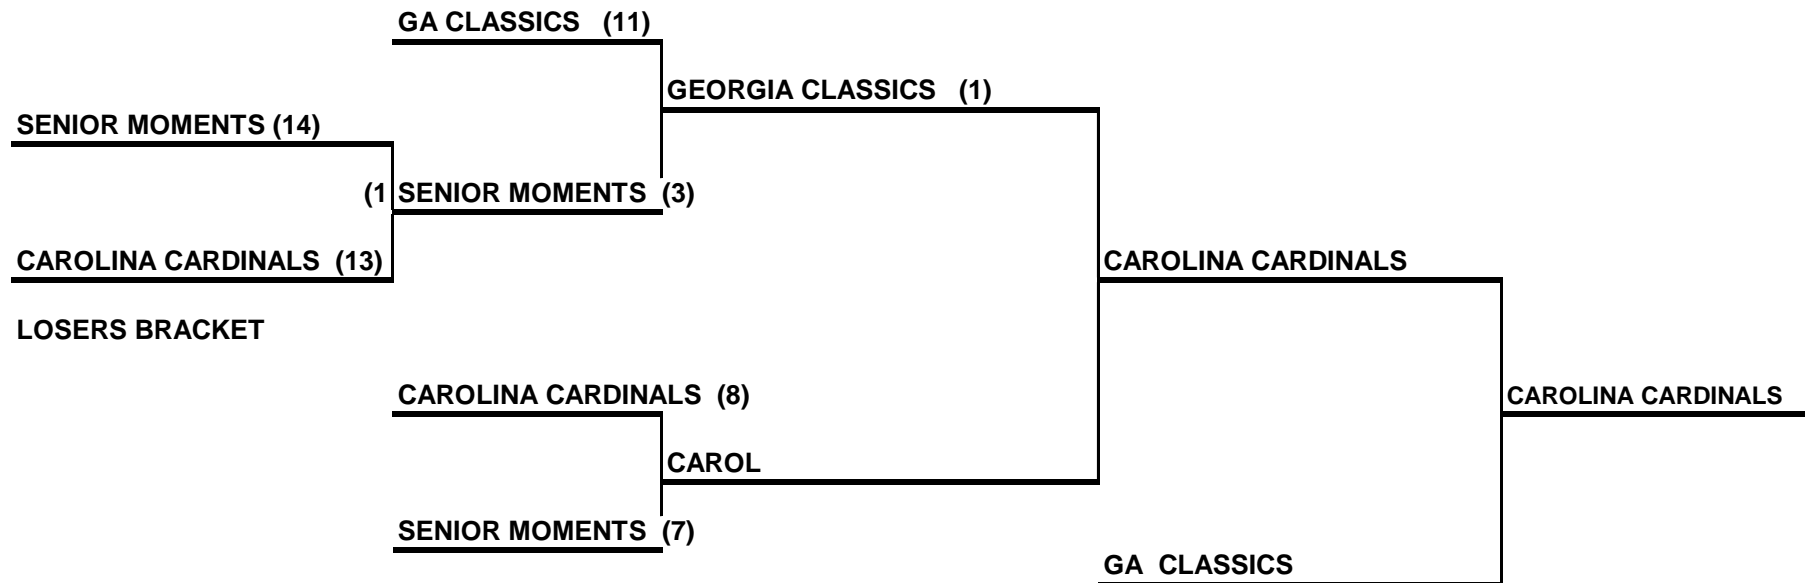 GA CLASSICS (11)
GEORGIA CLASSICS (1)
SENIOR MOMENTS (14)
(1 SENIOR MOMENTS (3)
CAROLINA CARDINALS (13)
CAROLINA CARDINALS
LOSERS BRACKET
CAROLINA CARDINALS (8)
CAROLINA CARDINALS
CAROL
SENIOR MOMENTS (7)
GA CLASSICS